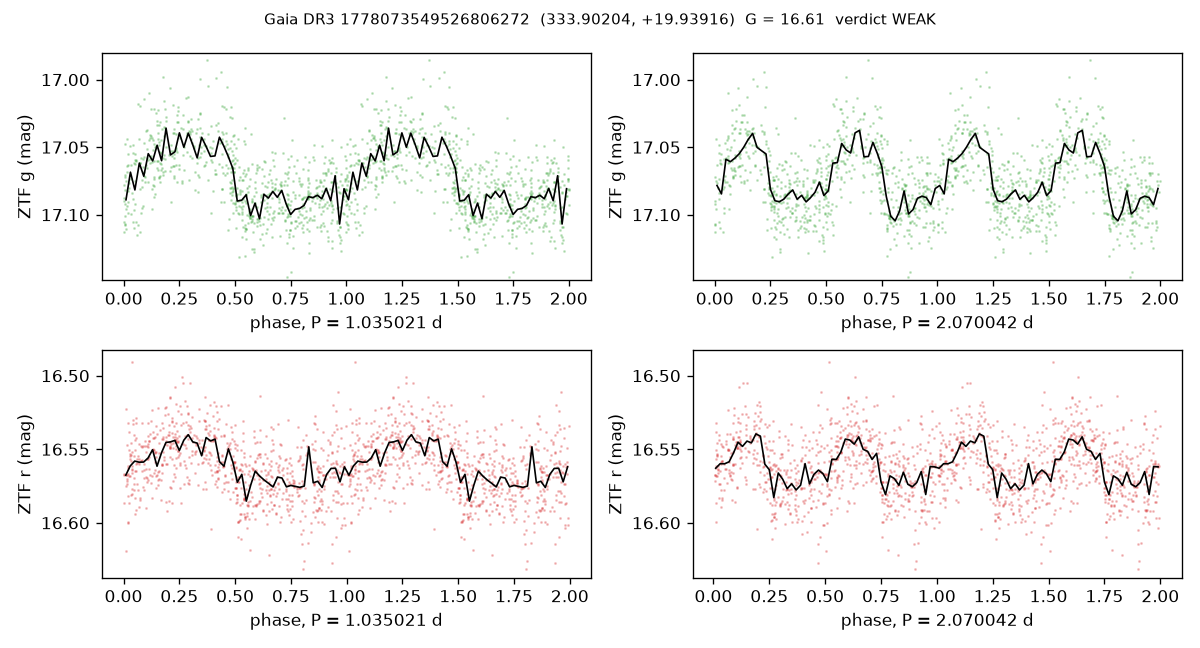 Gaia DR3 1778073549526806272 (333.90204, +19.93916) G = 16.61 verdict WEAK
ZTF g (mag)
17.00
17.05
17.10
0.00 0.25 0.50 0.75 1.00 1.25 1.50 1.75 2.00
phase, P = 1.035021 d
ZTF g (mag)
17.00
17.05
17.10
0.00 0.25 0.50 0.75 1.00 1.25 1.50 1.75 2.00
phase, P = 2.070042 d
ZTF r (mag)
16.50
16.55
16.60
0.00 0.25 0.50 0.75 1.00 1.25 1.50 1.75 2.00
phase, P = 1.035021 d
ZTF r (mag)
16.50
16.55
16.60
0.00 0.25 0.50 0.75 1.00 1.25 1.50 1.75 2.00
phase, P = 2.070042 d